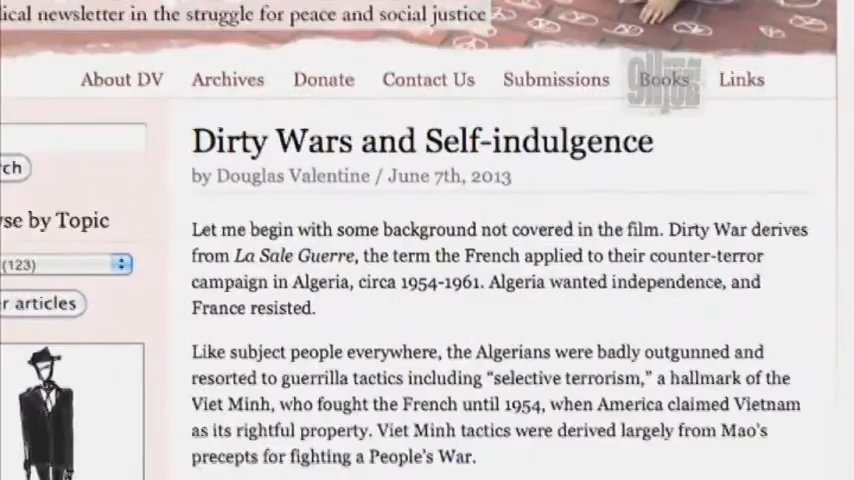 ical newsletter in the struggle for peace and social justice
About DV Archives Donate Contact Us Submissions Books Links
Dirty Wars and Self-indulgence
by Douglas Valentine / June 7th, 2013
rch
Let me begin with some background not covered in the film. Dirty War derives
from La Sale Guerre, the term the French applied to their counter-terror
campaign in Algeria, circa 1954-1961. Algeria wanted independence, and
France resisted.
se by Topic
(123)
r articles
Like subject people everywhere, the Algerians were badly outgunned and
resorted to guerrilla tactics including “selective terrorism,” a hallmark of the
Viet Minh, who fought the French until 1954, when America claimed Vietnam
as its rightful property. Viet Minh tactics were derived largely from Mao’s
precepts for fighting a People’s War.